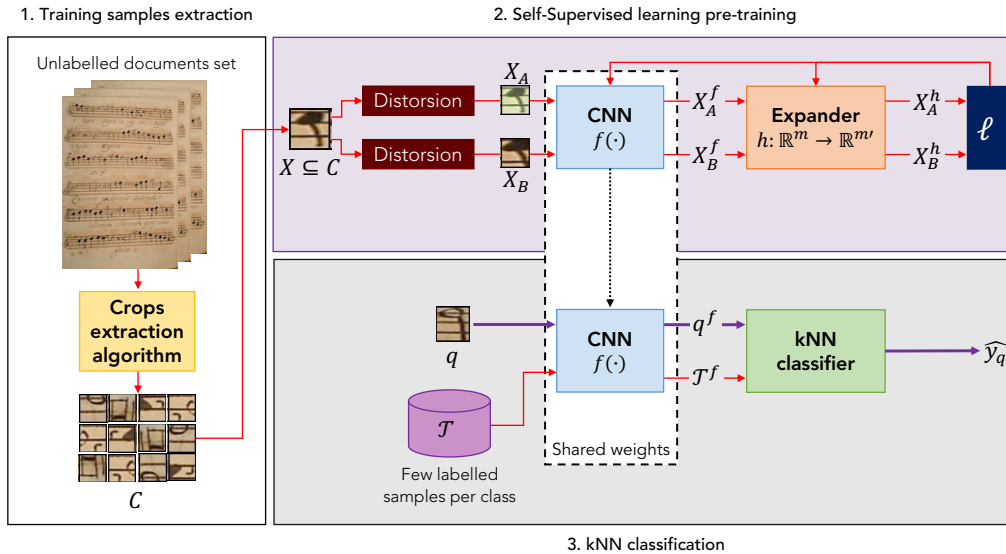 1. Training samples extraction
2. Self-Supervised learning pre-training
Unlabelled documents set
Crops
extraction
algorithm
C
X ⊆ C
Distorsion
Distorsion
X_A
X_B
CNN
f(·)
X_A^f
X_B^f
Expander
h: ℝ^m → ℝ^m′
X_A^h
X_B^h
ℓ
q
𝒯
Few labelled
samples per class
CNN
f(·)
Shared weights
q^f
𝒯^f
kNN
classifier
ŷ_q
3. kNN classification